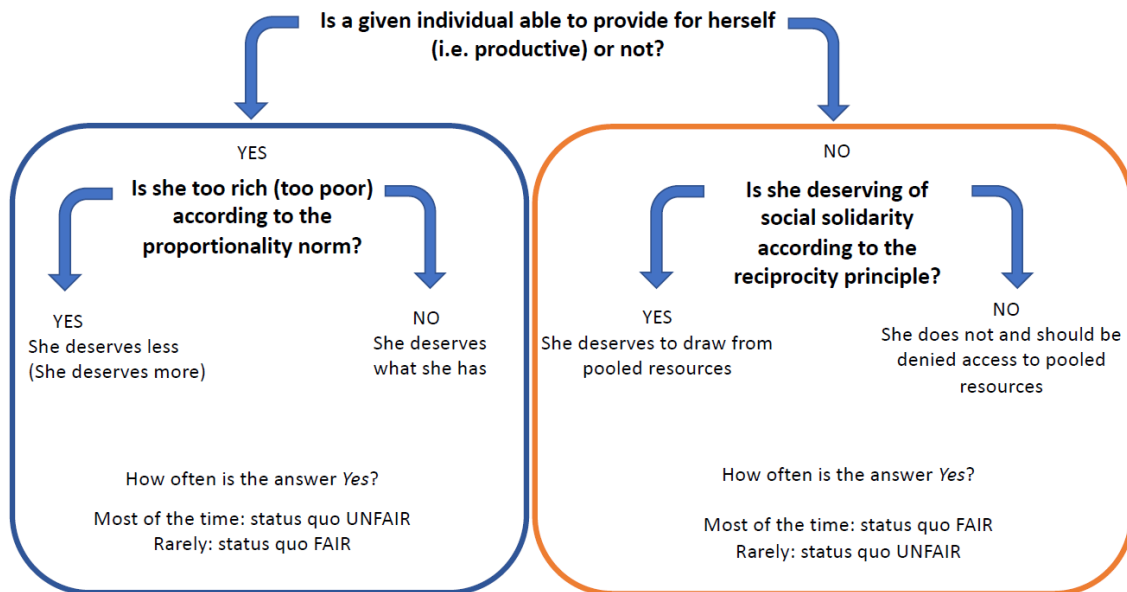 Is a given individual able to provide for herself
(i.e. productive) or not?
YES
Is she too rich (too poor)
according to the
proportionality norm?
YES
She deserves less
(She deserves more)
NO
She deserves
what she has
How often is the answer Yes?
Most of the time: status quo UNFAIR
Rarely: status quo FAIR
NO
Is she deserving of
social solidarity
according to the
reciprocity principle?
YES
She deserves to draw from
pooled resources
NO
She does not and should be
denied access to pooled
resources
How often is the answer Yes?
Most of the time: status quo FAIR
Rarely: status quo UNFAIR